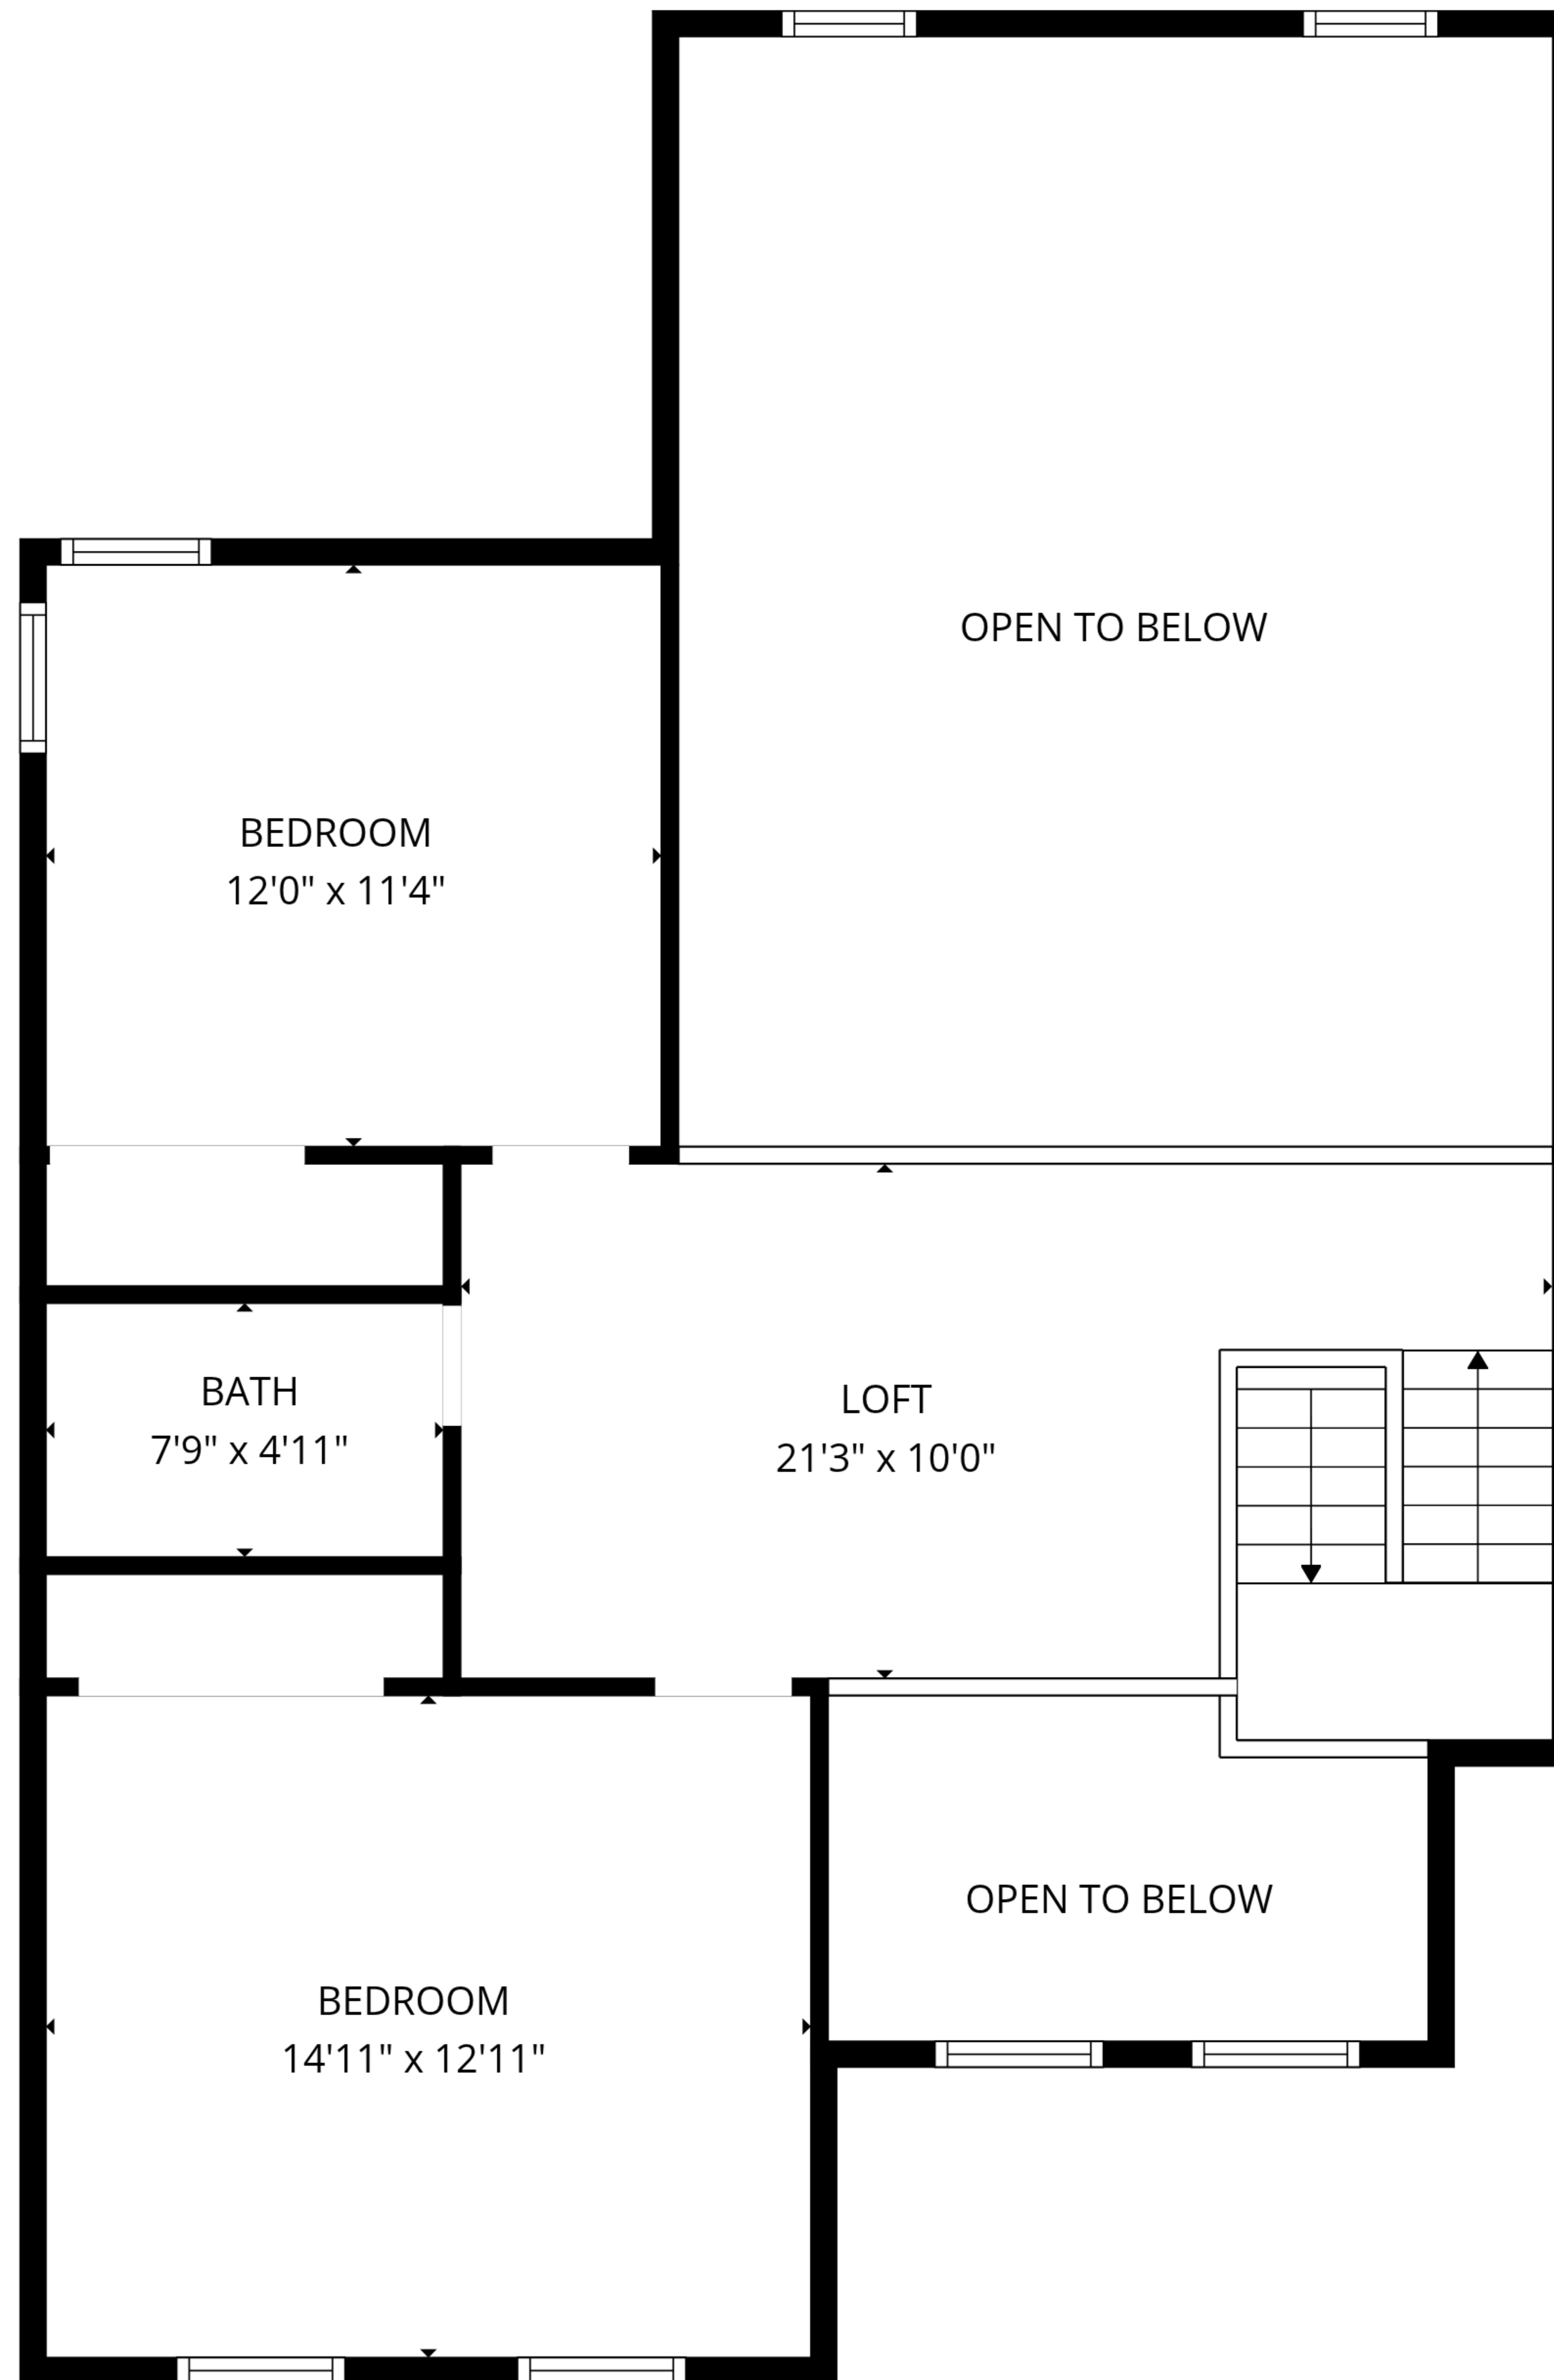 OPEN TO BELOW
BEDROOM
12'0" x 11'4"
BATH
7'9" x 4'11"
LOFT
21'3" x 10'0"
OPEN TO BELOW
BEDROOM
14'11" x 12'11"